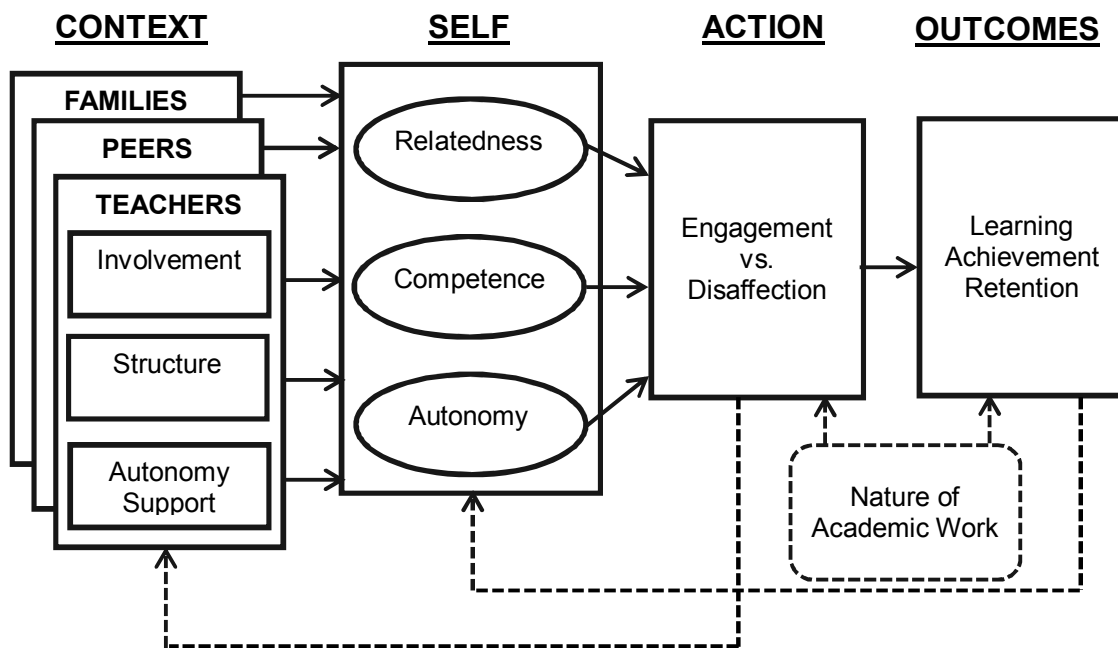 CONTEXT
SELF
ACTION
OUTCOMES
FAMILIES
PEERS
TEACHERS
Involvement
Structure
Autonomy
Support
Relatedness
Competence
Autonomy
Engagement
vs.
Disaffection
Learning
Achievement
Retention
Nature of
Academic Work